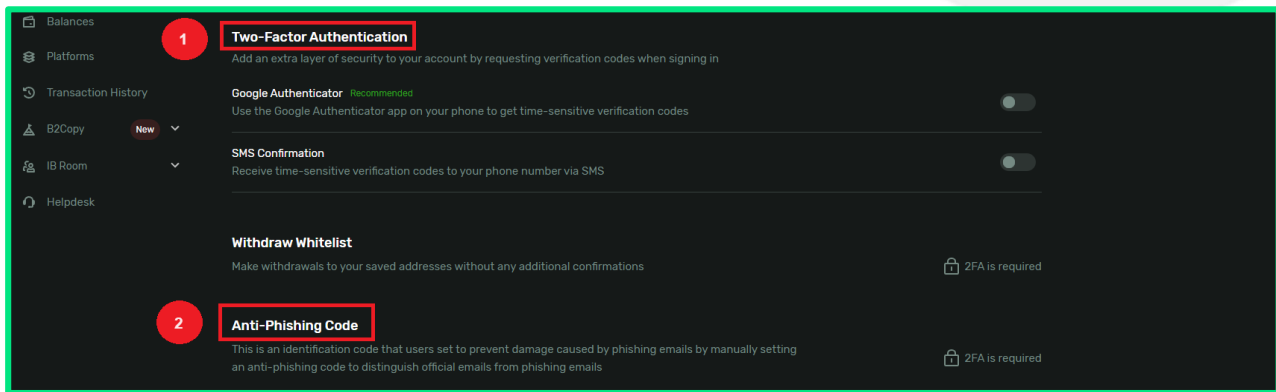 Balances
Platforms
Transaction History
B2Copy New
IB Room
Helpdesk
1
Two-Factor Authentication
Add an extra layer of security to your account by requesting verification codes when signing in
Google Authenticator Recommended
Use the Google Authenticator app on your phone to get time-sensitive verification codes
SMS Confirmation
Receive time-sensitive verification codes to your phone number via SMS
Withdraw Whitelist
Make withdrawals to your saved addresses without any additional confirmations
2FA is required
2
Anti-Phishing Code
This is an identification code that users set to prevent damage caused by phishing emails by manually setting
an anti-phishing code to distinguish official emails from phishing emails
2FA is required